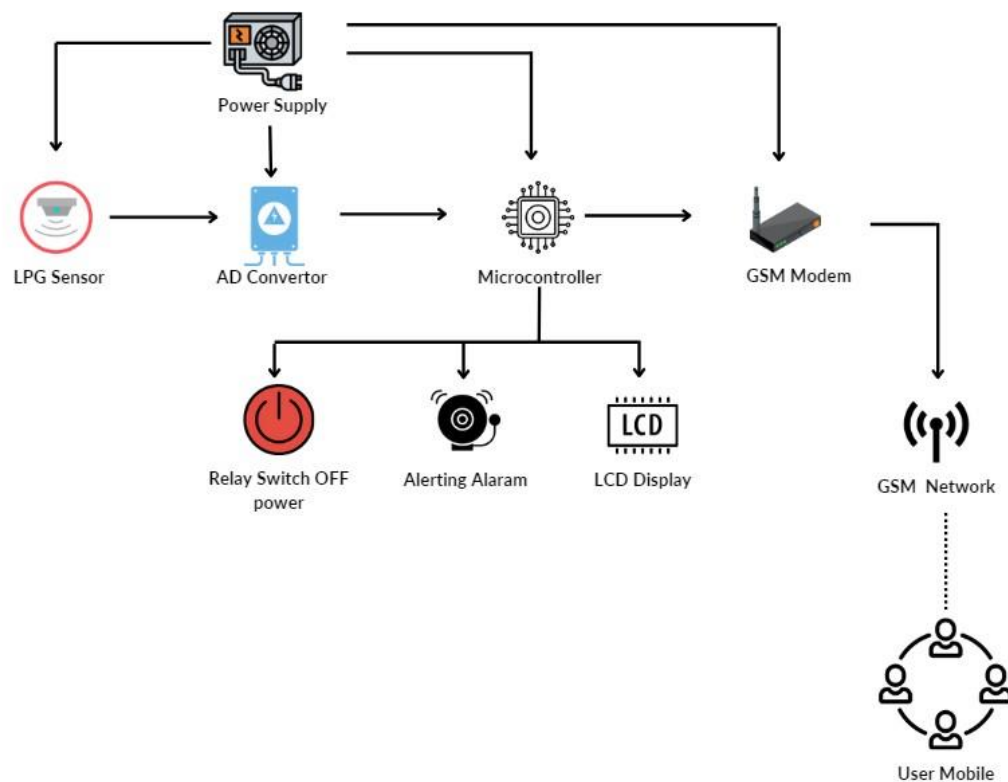 Power Supply
LPG Sensor
AD Convertor
Microcontroller
GSM Modem
LCD
Relay Switch OFF
power
Alerting Alaram
LCD Display
GSM Network
User Mobile